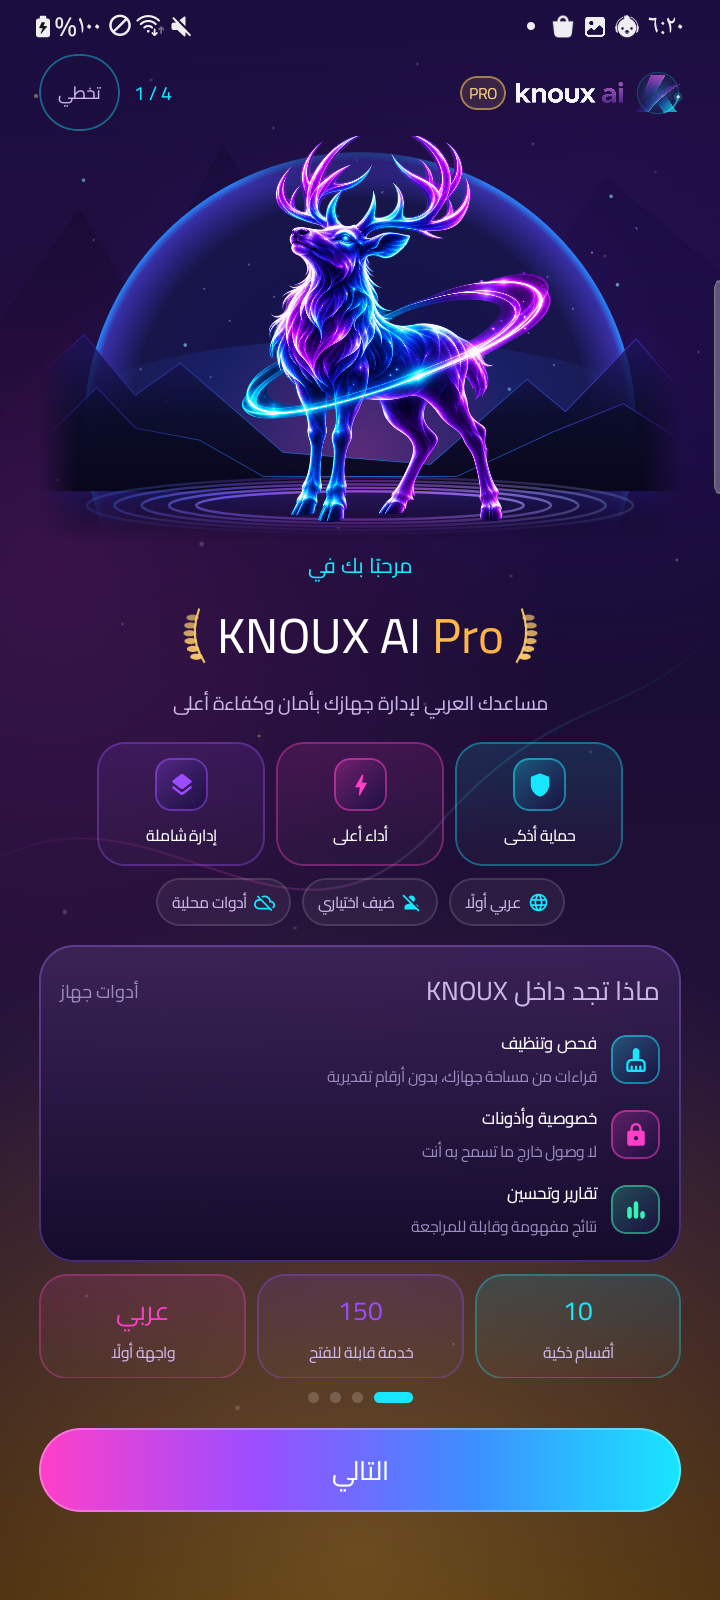 ٦:٢٠
%١٠٠
knoux ai PRO
1 / 4
تخطي
مرحبًا بك في
KNOUX AI Pro
مساعدك العربي لإدارة جهازك بأمان وكفاءة أعلى
حماية أذكى
أداء أعلى
إدارة شاملة
عربي أولًا
ضيف اختياري
أدوات محلية
ماذا تجد داخل KNOUX
أدوات جهاز
فحص وتنظيف
قراءات من مساحة جهازك، بدون أرقام تقديرية
خصوصية وأذونات
لا وصول خارج ما تسمح به أنت
تقارير وتحسين
نتائج مفهومة وقابلة للمراجعة
10
أقسام ذكية
150
خدمة قابلة للفتح
عربي
واجهة أولًا
التالي